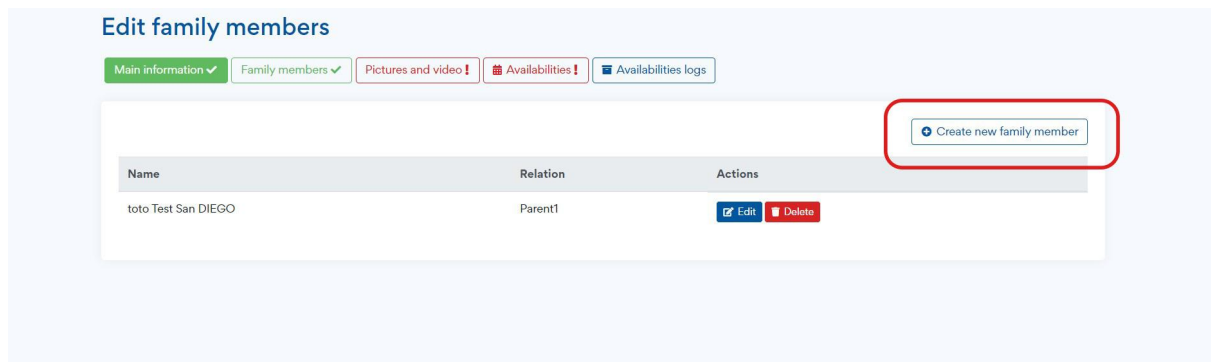 Edit family members
Main information Family members Pictures and video! Availabilities! Availabilities logs
Create new family member
Name Relation Actions
toto Test San DIEGO Parent1 Edit Delete